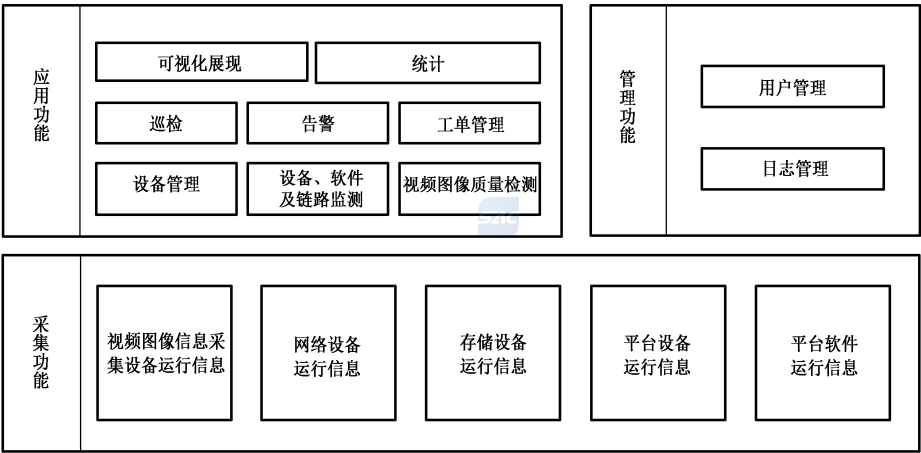 应用功能
可视化展现
统计
巡检
告警
工单管理
设备管理
设备、软件
及链路监测
视频图像质量检测
管理功能
用户管理
日志管理
采集功能
视频图像信息采
集设备运行信息
网络设备
运行信息
存储设备
运行信息
平台设备
运行信息
平台软件
运行信息